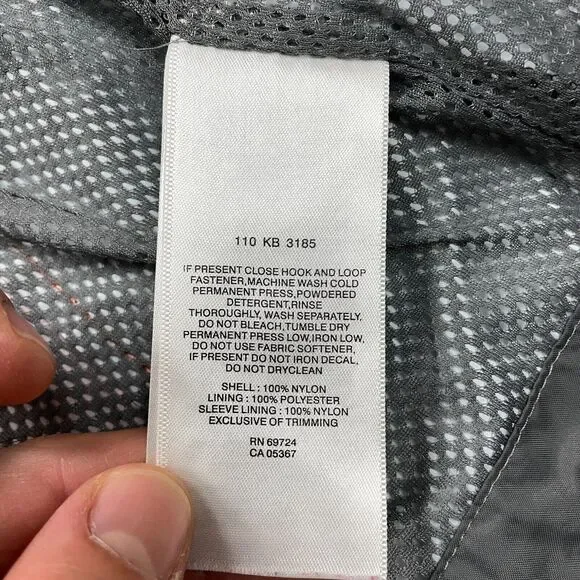 110 KB 3185
IF PRESENT CLOSE HOOK AND LOOP
FASTENER,MACHINE WASH COLD
PERMANENT PRESS,POWDERED
DETERGENT,RINSE
THOROUGHLY, WASH SEPARATELY.
DO NOT BLEACH,TUMBLE DRY
PERMANENT PRESS LOW,IRON LOW.
DO NOT USE FABRIC SOFTENER,
IF PRESENT DO NOT IRON DECAL,
DO NOT DRYCLEAN
SHELL : 100% NYLON
LINING : 100% POLYESTER
SLEEVE LINING : 100% NYLON
EXCLUSIVE OF TRIMMING
RN 69724
CA 05367